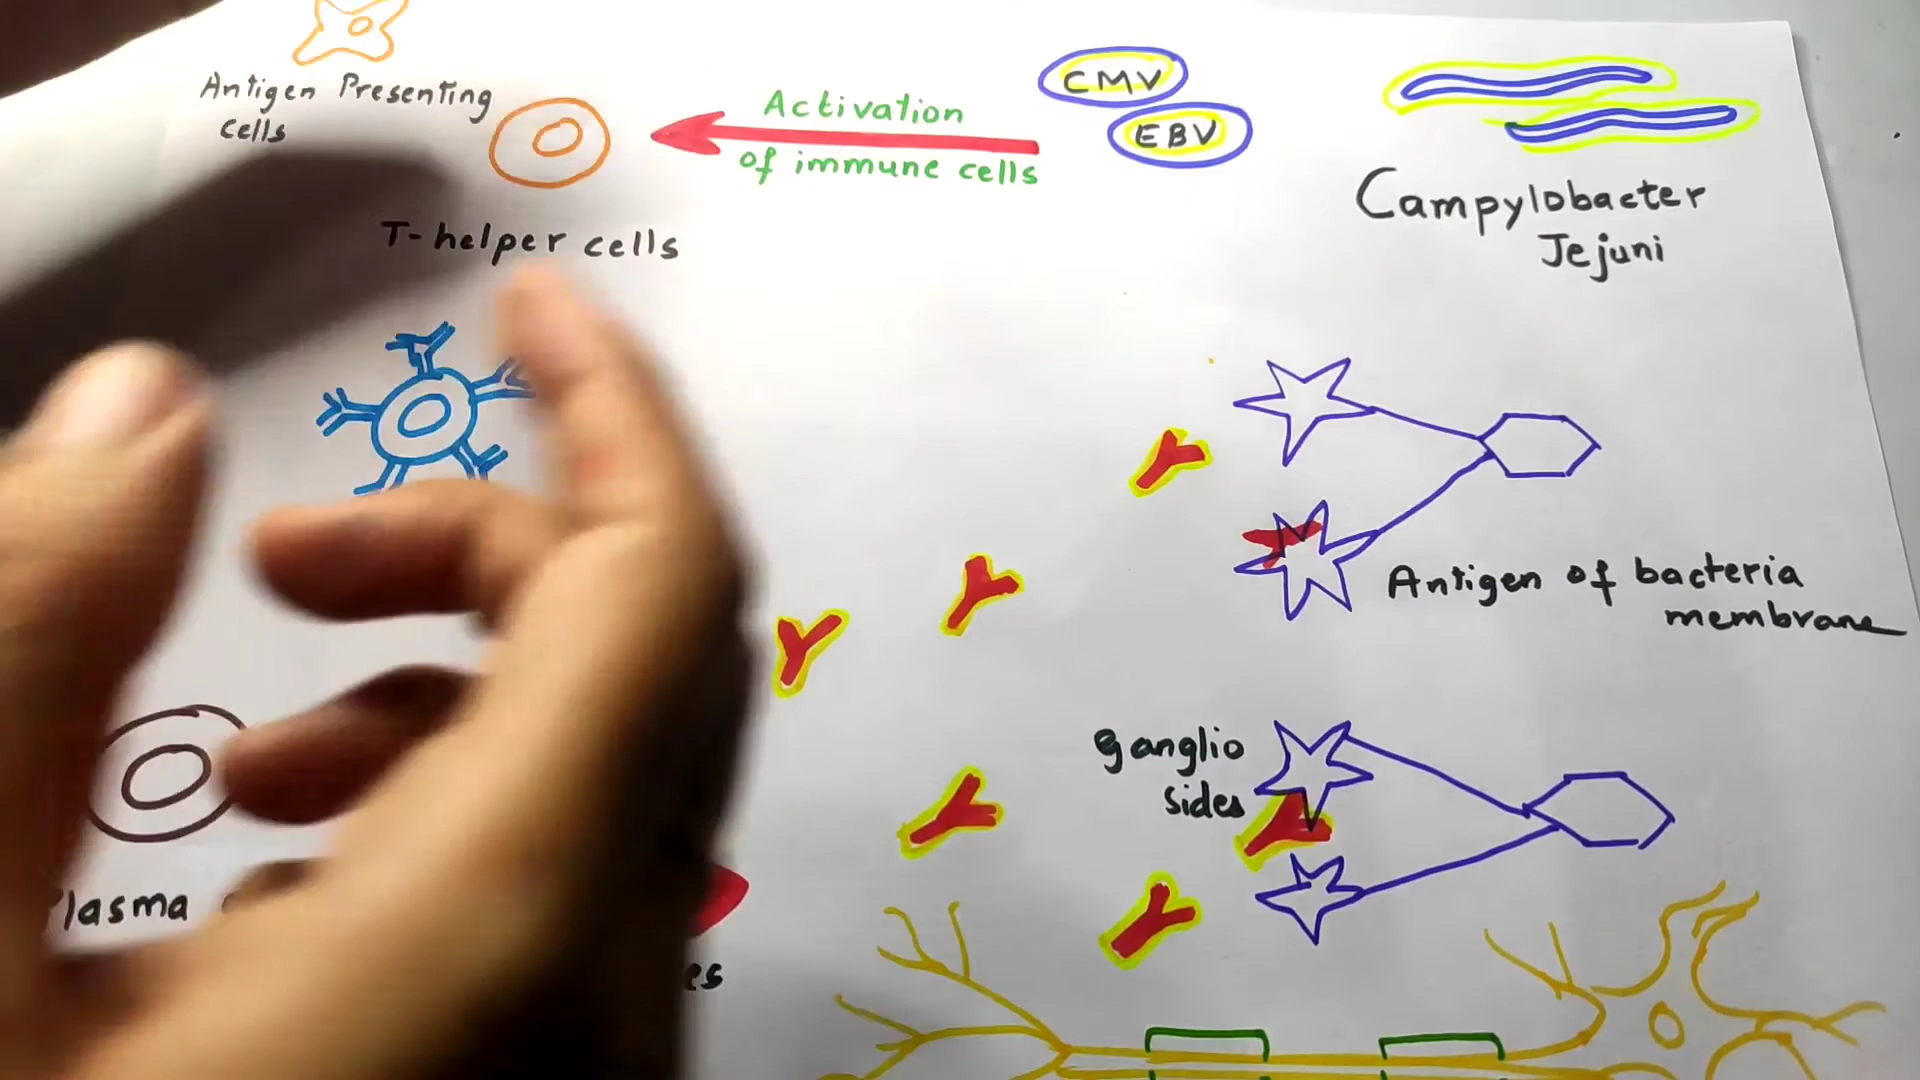 Antigen Presenting
cells
T-helper cells
Activation
of immune cells
CMV
EBV
Campylobacter
Jejuni
Antigen of bacteria
membrane
ganglio
sides
Plasma